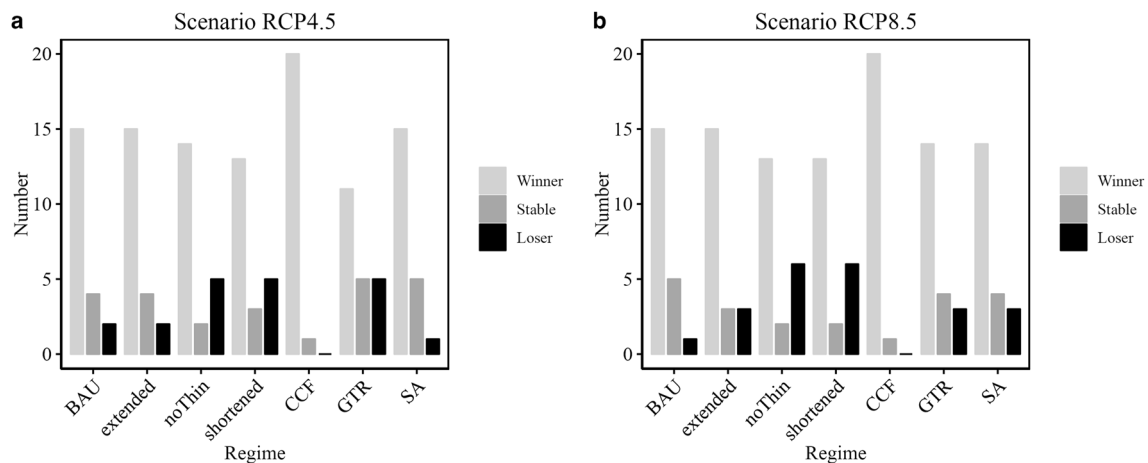 a
Scenario RCP4.5
20
15
10
5
0
Number
BAU
extended
noThin
shortened
CCF
GTR
SA
Regime
Winner
Stable
Loser
b
Scenario RCP8.5
20
15
10
5
0
Number
BAU
extended
noThin
shortened
CCF
GTR
SA
Regime
Winner
Stable
Loser